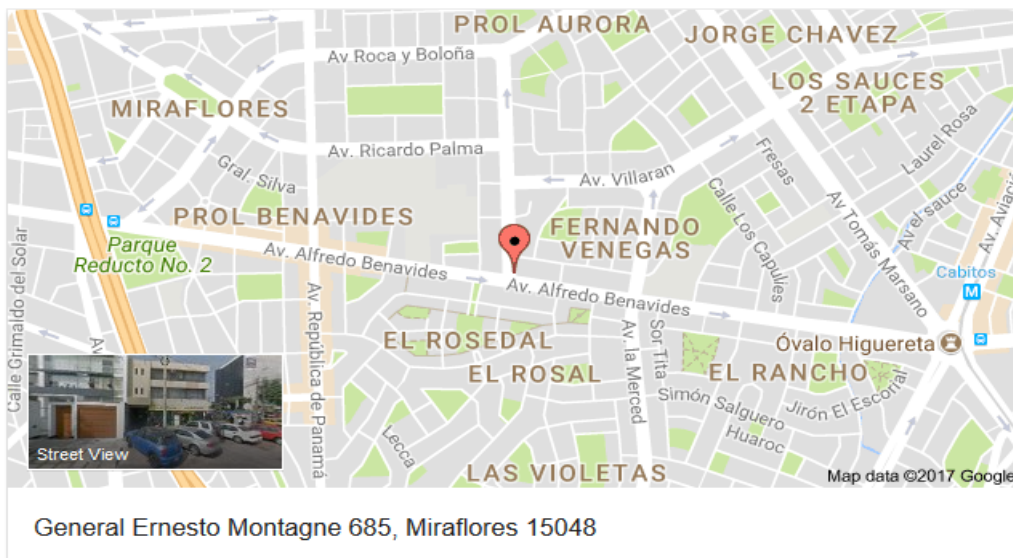 PROL AURORA
JORGE CHAVEZ
Av Roca y Boloña
LOS SAUCES
2 ETAPA
MIRAFLORES
Av. Ricardo Palma
Laurel Rosa
Fresas
Gral. Silva
Av. Villaran
Calle Los Capulies
Av el sauce
Av. Aviació
PROL BENAVIDES
FERNANDO
VENEGAS
Av Tomás Marsano
Parque
Reducto No. 2
Av. Alfredo Benavides
Cabitos
M
Calle Grimaldo del Solar
Av. República de Panamá
Av. Alfredo Benavides
Av. la Merced
Sor Tita
EL ROSEDAL
Óvalo Higuereta
Av
EL ROSAL
EL RANCHO
Simón Salguero
Jirón El Escorial
Huaroc
Lecca
Street View
LAS VIOLETAS
Map data ©2017 Google
General Ernesto Montagne 685, Miraflores 15048